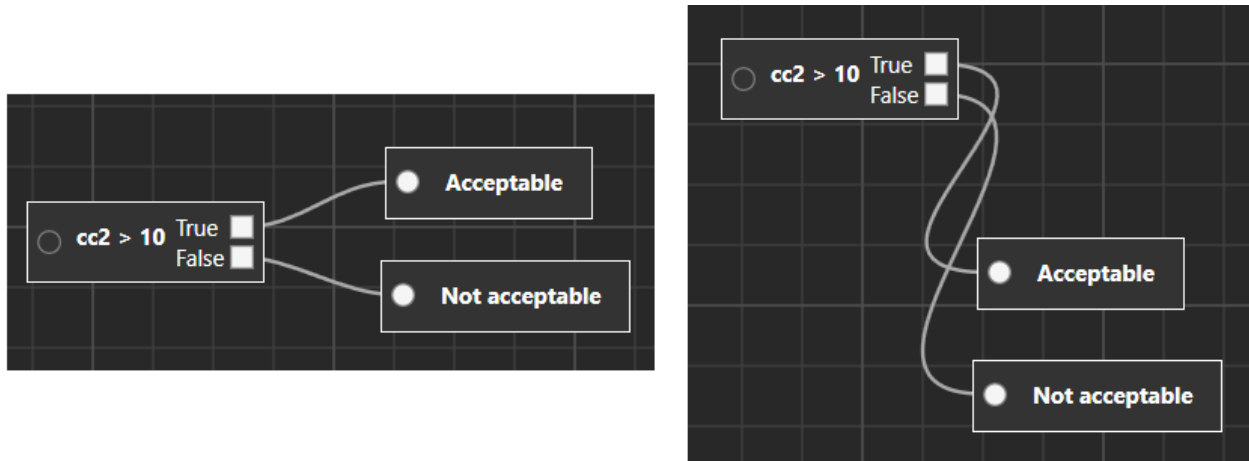 cc2 > 10 True
False
Acceptable
Not acceptable
cc2 > 10 True
False
Acceptable
Not acceptable